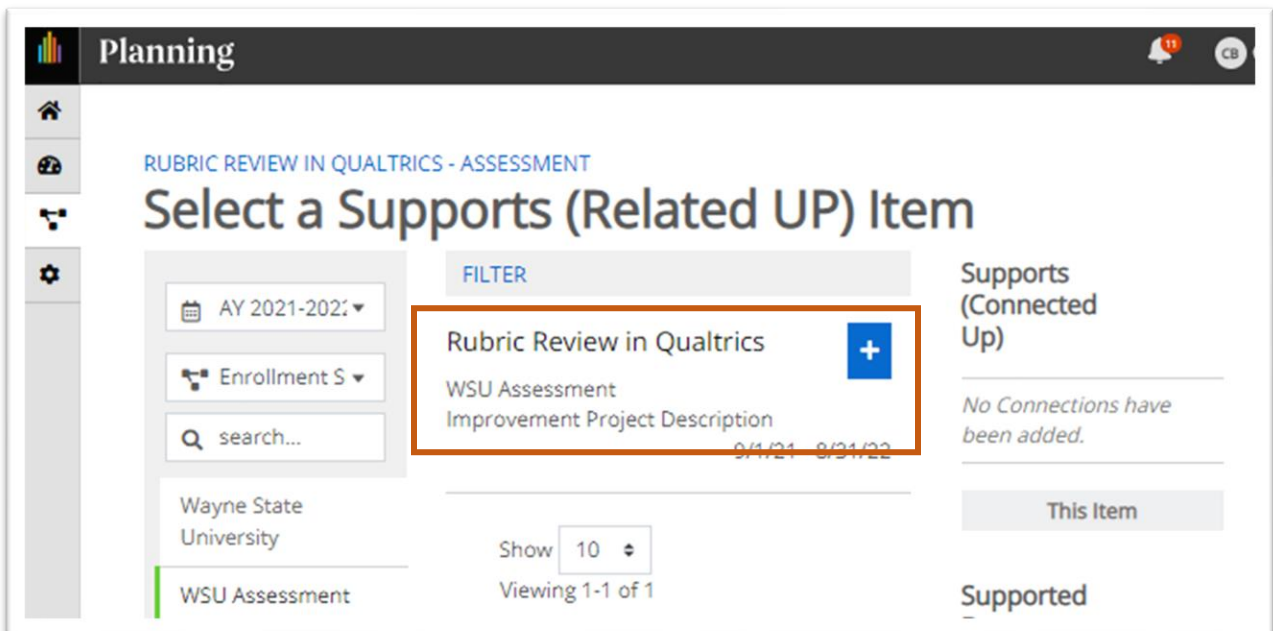 Planning
11
CB
RUBRIC REVIEW IN QUALTRICS - ASSESSMENT
Select a Supports (Related UP) Item
AY 2021-2022
Enrollment S
search...
Wayne State
University
WSU Assessment
FILTER
Rubric Review in Qualtrics
+
WSU Assessment
Improvement Project Description
9/1/21 - 8/31/22
Show 10
Viewing 1-1 of 1
Supports
(Connected
Up)
No Connections have
been added.
This Item
Supported